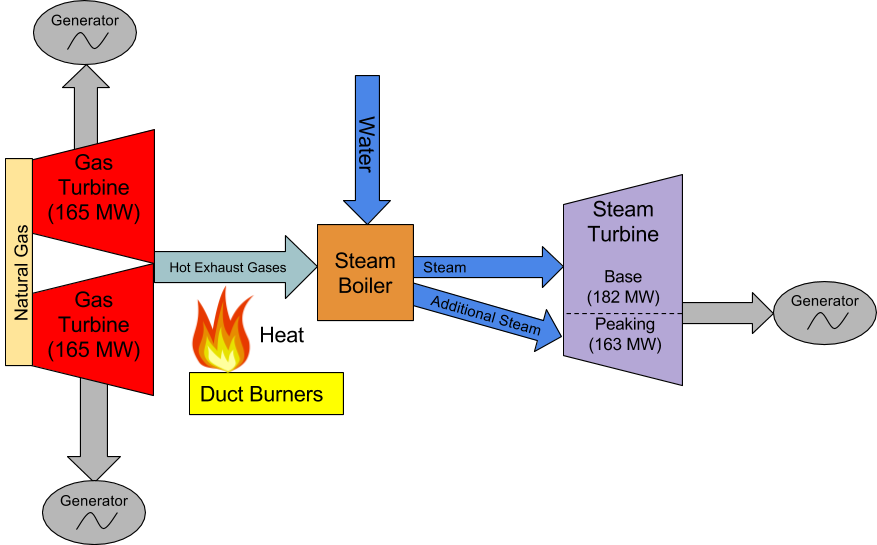 Generator
Natural Gas
Gas
Turbine
(165 MW)
Gas
Turbine
(165 MW)
Generator
Hot Exhaust Gases
Heat
Duct Burners
Water
Steam
Boiler
Steam
Additional Steam
Steam
Turbine
Base
(182 MW)
Peaking
(163 MW)
Generator